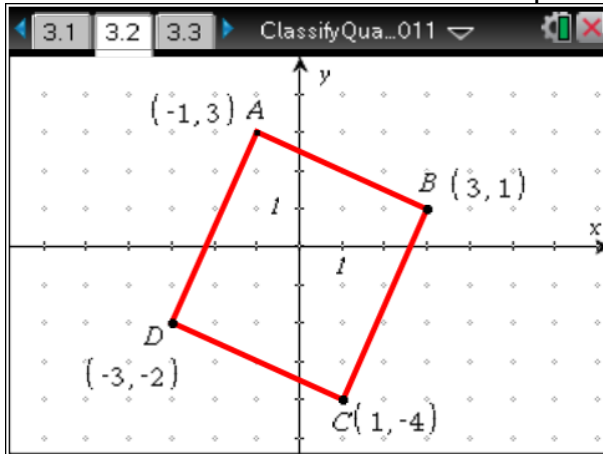 3.1 3.2 3.3 ClassifyQua...011
y
(-1, 3) A
B (3, 1)
1
x
1
D
(-3, -2)
C(1, -4)